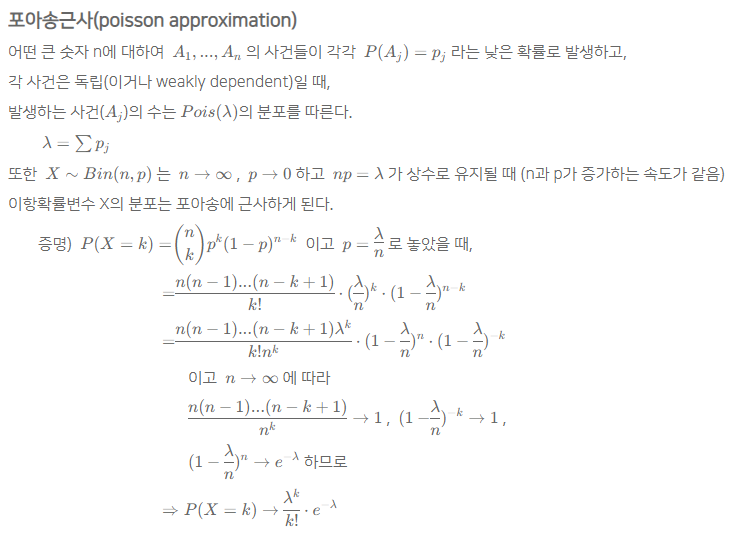 포아송근사(poisson approximation)
어떤 큰 숫자 n에 대하여 $A_1, ..., A_n$ 의 사건들이 각각 $P(A_j) = p_j$ 라는 낮은 확률로 발생하고,
각 사건은 독립(이거나 weakly dependent)일 때,
발생하는 사건($A_j$)의 수는 $Pois(\lambda)$의 분포를 따른다.
$\lambda = \sum p_j$
또한 $X \sim Bin(n, p)$ 는 $n \to \infty$ , $p \to 0$ 하고 $np = \lambda$ 가 상수로 유지될 때 (n과 p가 증가하는 속도가 같음)
이항확률변수 X의 분포는 포아송에 근사하게 된다.
증명) $P(X = k) = \binom{n}{k} p^k (1 - p)^{n-k}$ 이고 $p = \frac{\lambda}{n}$ 로 놓았을 때,
$= \frac{n(n-1)...(n-k+1)}{k!} \cdot (\frac{\lambda}{n})^k \cdot (1 - \frac{\lambda}{n})^{n-k}$
$= \frac{n(n-1)...(n-k+1)\lambda^k}{k!n^k} \cdot (1 - \frac{\lambda}{n})^n \cdot (1 - \frac{\lambda}{n})^{-k}$
이고 $n \to \infty$ 에 따라
$\frac{n(n-1)...(n-k+1)}{n^k} \to 1$ , $(1 - \frac{\lambda}{n})^{-k} \to 1$ ,
$(1 - \frac{\lambda}{n})^n \to e^{-\lambda}$ 하므로
$\Rightarrow P(X = k) \to \frac{\lambda^k}{k!} \cdot e^{-\lambda}$